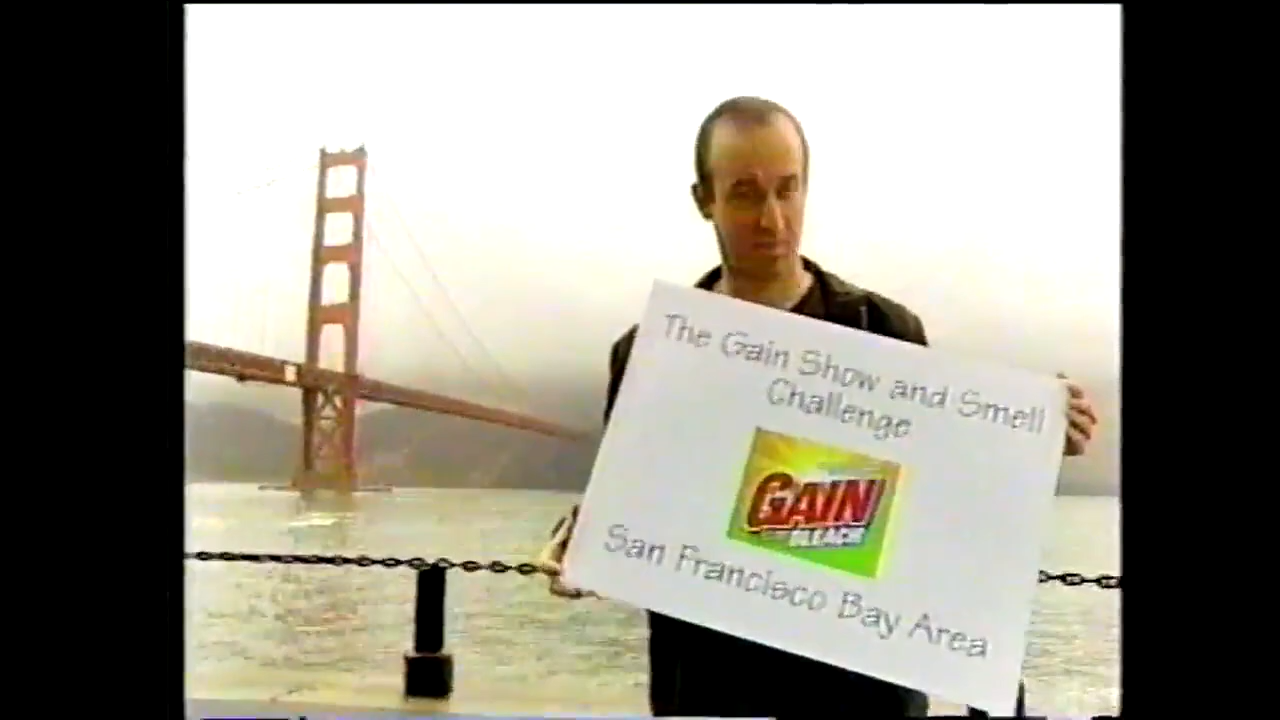 The Gain Show and Smell
Challenge
GAIN
BLEACH
San Francisco Bay Area